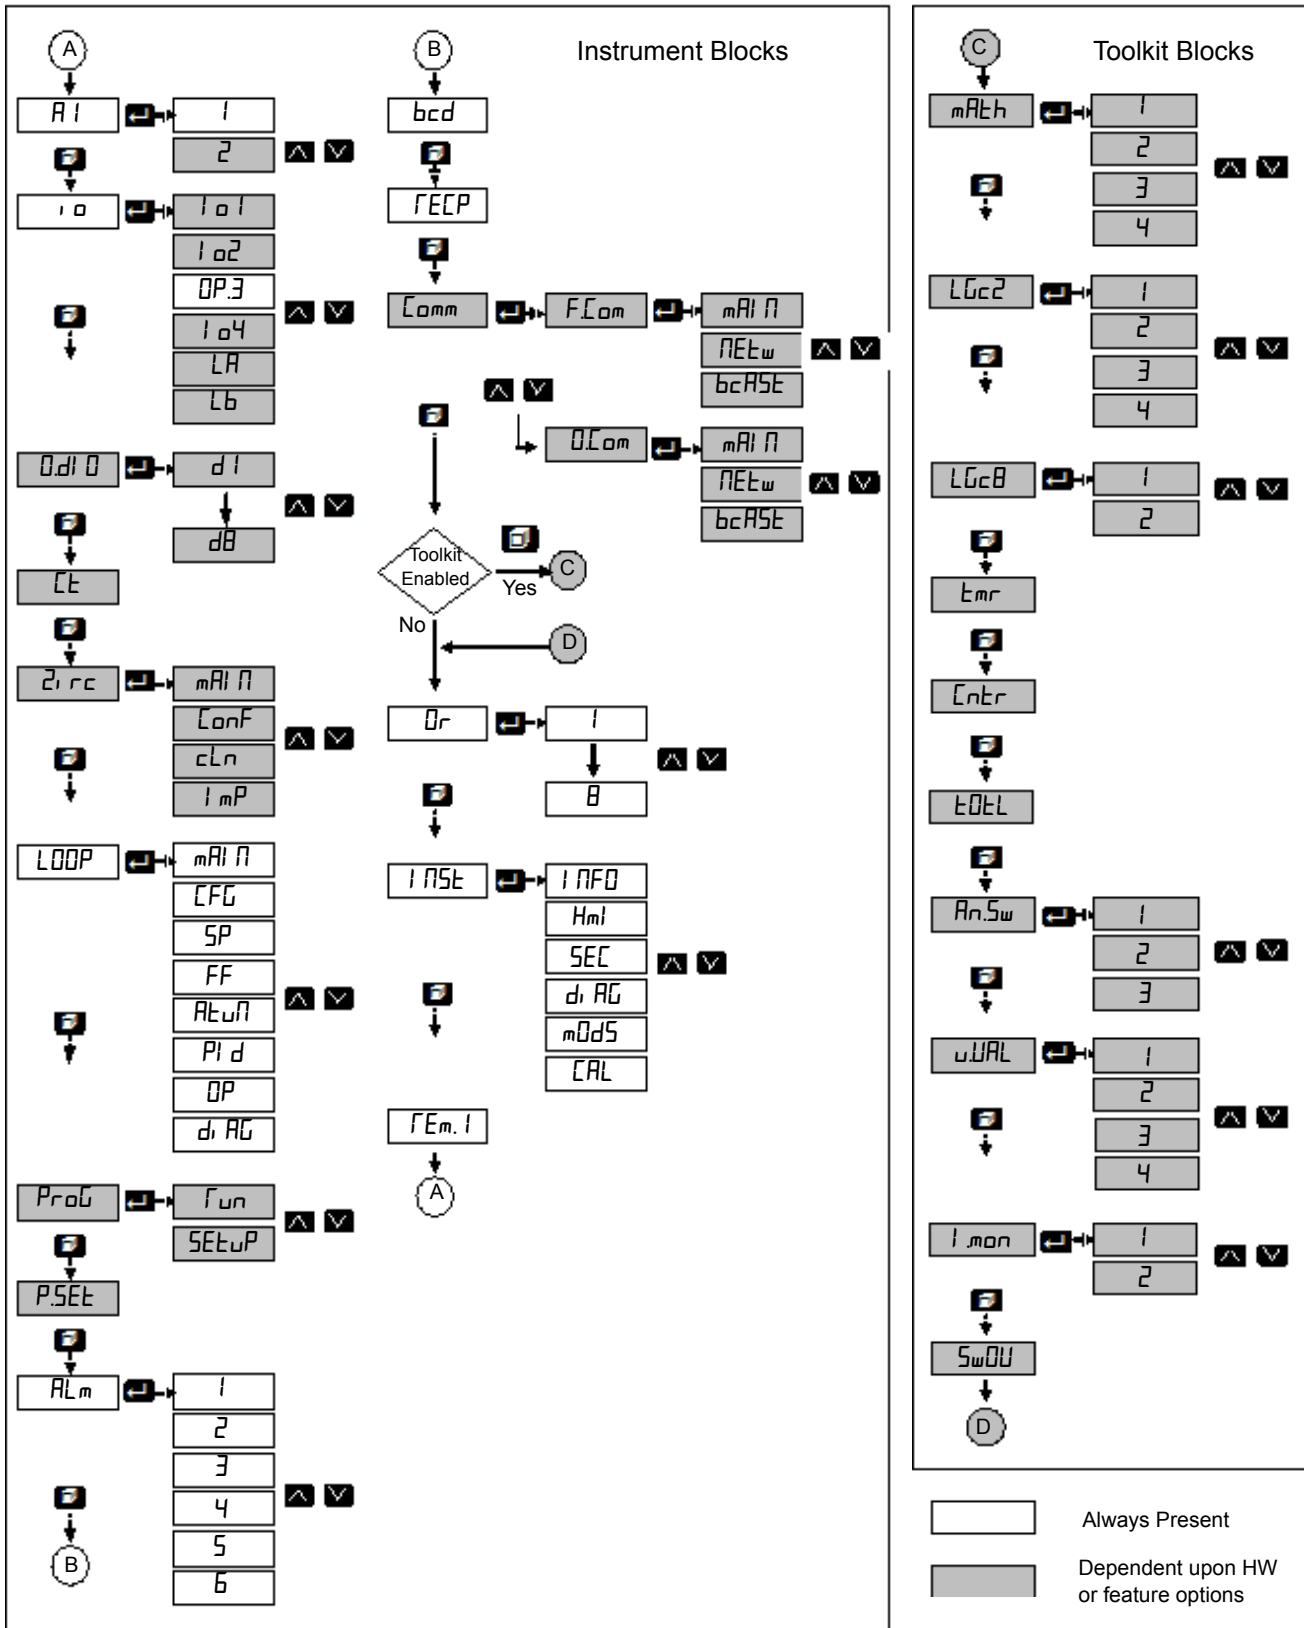 Instrument Blocks
A
AI
1
2
io
Io1
Io2
OP.3
Io4
LA
Lb
O.dIO
d1
d8
Ct
Zirc
mAIN
ConF
cLn
ImP
LOOP
mAIN
CFG
SP
FF
AtuN
PId
OP
diAG
ProG
run
SEtuP
P.SEt
ALm
1
2
3
4
5
6
B
B
bcd
rECP
Comm
F.Com
mAIN
NEtw
bcASt
O.Com
mAIN
NEtw
bcASt
Toolkit
Enabled
Yes
C
No
D
Or
1
8
INSt
INFO
HmI
SEC
diAG
mOdS
CAL
rEm.1
A
Toolkit Blocks
C
mAth
1
2
3
4
LGc2
1
2
3
4
LGc8
1
2
tmr
Cntr
tOtL
An.Sw
1
2
3
u.VAL
1
2
3
4
I.mon
1
2
SwOV
D
Always Present
Dependent upon HW
or feature options